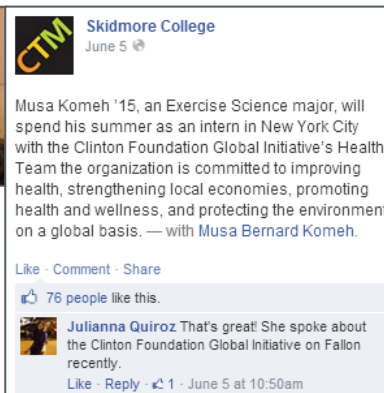 CTM
Skidmore College
June 5
Musa Komeh '15, an Exercise Science major, will
spend his summer as an intern in New York City
with the Clinton Foundation Global Initiative's Health
Team the organization is committed to improving
health, strengthening local economies, promoting
health and wellness, and protecting the environment
on a global basis. — with Musa Bernard Komeh.
Like · Comment · Share
76 people like this.
Julianna Quiroz That's great! She spoke about
the Clinton Foundation Global Initiative on Fallon
recently.
Like · Reply · 1 · June 5 at 10:50am